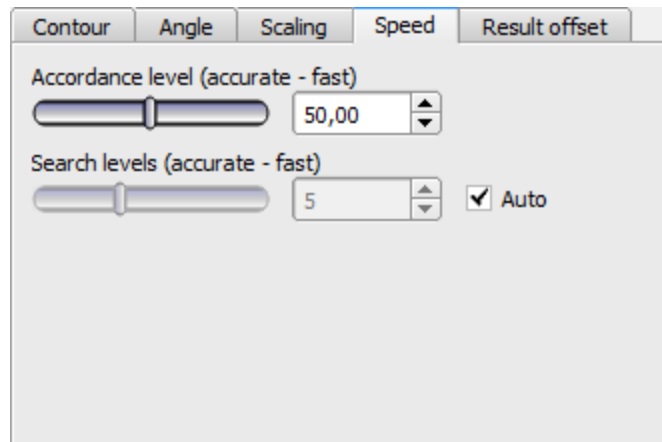 Contour Angle Scaling Speed Result offset
Accordance level (accurate - fast)
50,00
Search levels (accurate - fast)
5 Auto